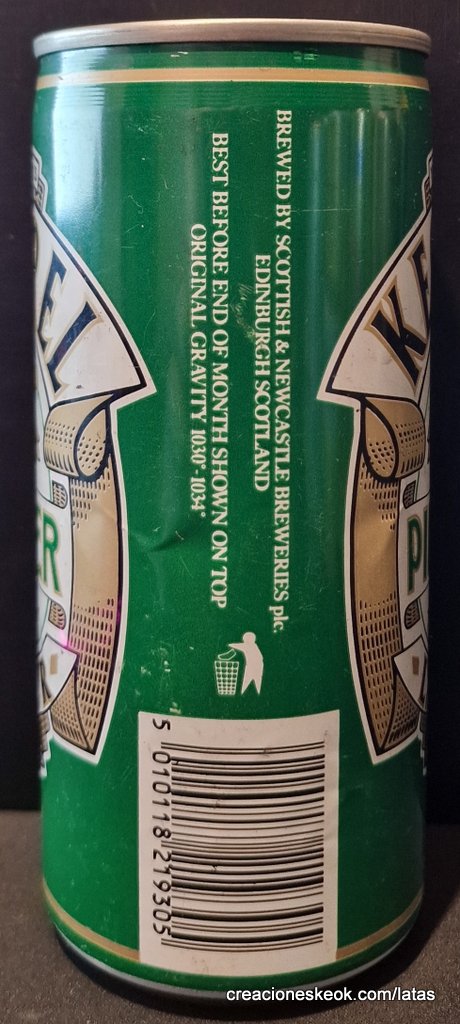 BREWED BY SCOTTISH & NEWCASTLE BREWERIES plc.
EDINBURGH SCOTLAND
BEST BEFORE END OF MONTH SHOWN ON TOP
ORIGINAL GRAVITY 1030°-1034°
5 010118 219305
creacioneskeok.com/latas